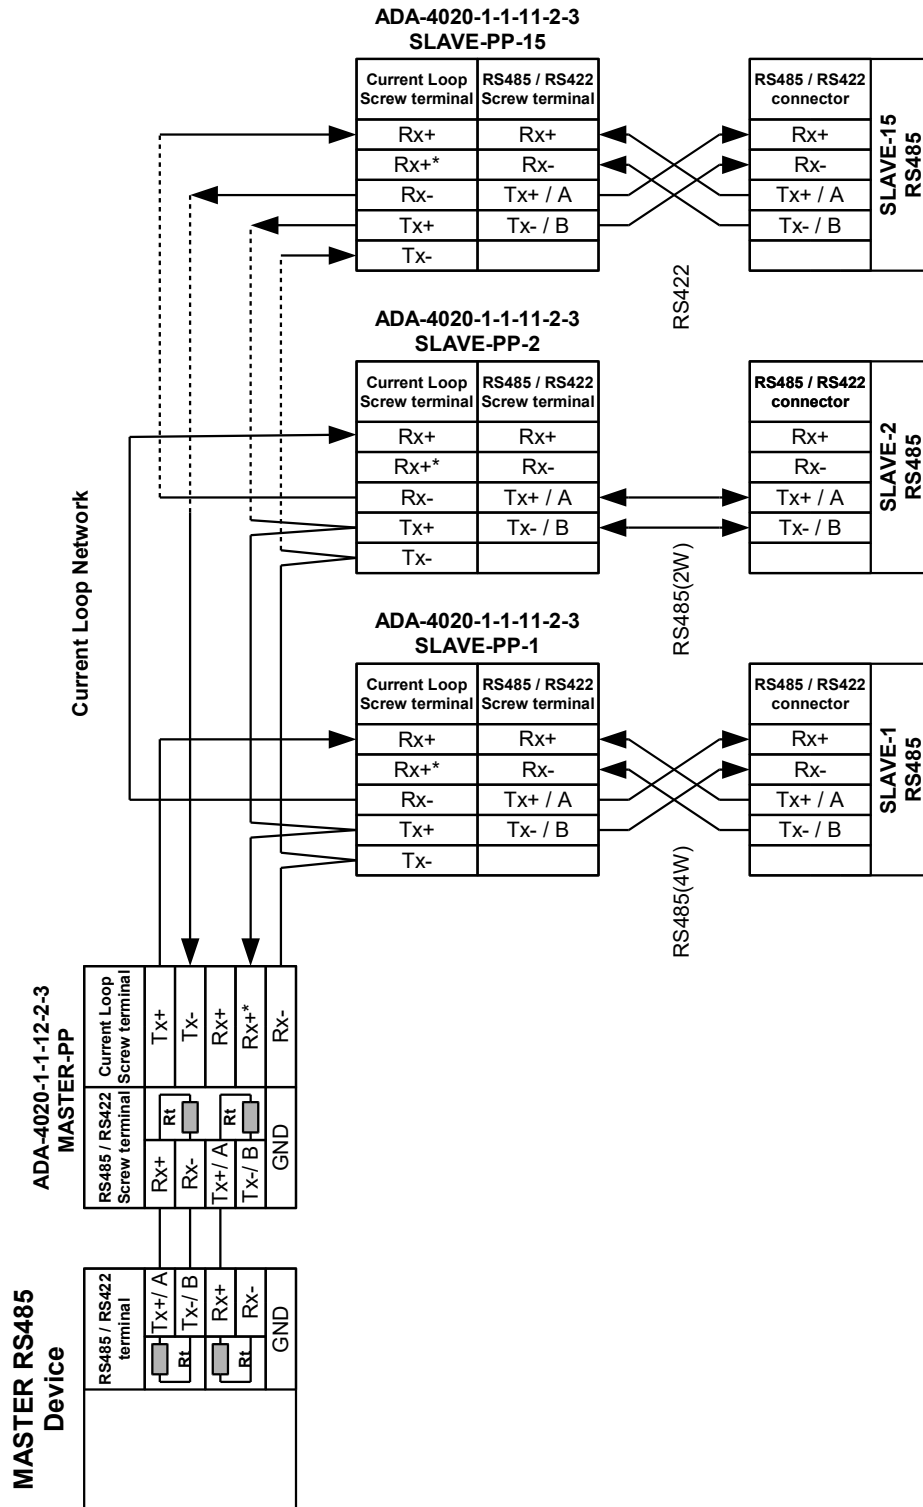 ADA-4020-1-1-11-2-3
SLAVE-PP-15
Current Loop
Screw terminal
RS485 / RS422
Screw terminal
Rx+
Rx+
Rx+*
Rx-
Rx-
Tx+ / A
Tx+
Tx- / B
Tx-
RS485 / RS422
connector
Rx+
Rx-
Tx+ / A
Tx- / B
SLAVE-15
RS485
RS422
ADA-4020-1-1-11-2-3
SLAVE-PP-2
Current Loop
Screw terminal
RS485 / RS422
Screw terminal
Rx+
Rx+
Rx+*
Rx-
Rx-
Tx+ / A
Tx+
Tx- / B
Tx-
RS485 / RS422
connector
Rx+
Rx-
Tx+ / A
Tx- / B
SLAVE-2
RS485
RS485(2W)
Current Loop Network
ADA-4020-1-1-11-2-3
SLAVE-PP-1
Current Loop
Screw terminal
RS485 / RS422
Screw terminal
Rx+
Rx+
Rx+*
Rx-
Rx-
Tx+ / A
Tx+
Tx- / B
Tx-
RS485 / RS422
connector
Rx+
Rx-
Tx+ / A
Tx- / B
SLAVE-1
RS485
RS485(4W)
ADA-4020-1-1-12-2-3
MASTER-PP
Current Loop
Screw terminal
Tx+
Tx-
Rx+
Rx+*
Rx-
RS485 / RS422
Screw terminal
Rt
Rt
Rx+
Rx-
Tx+/ A
Tx-/ B
GND
MASTER RS485
Device
RS485 / RS422
terminal
Tx+/ A
Tx-/ B
Rx+
Rx-
GND
Rt
Rt